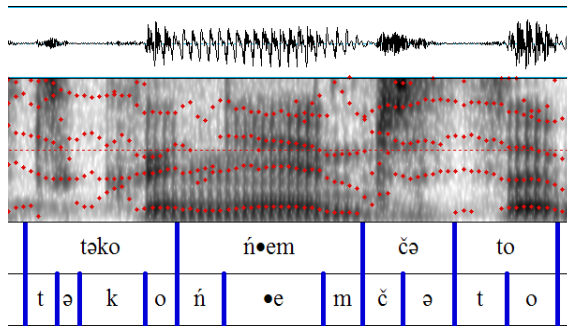 təko ń•em čə to
t ə k o ń •e m č ə t o